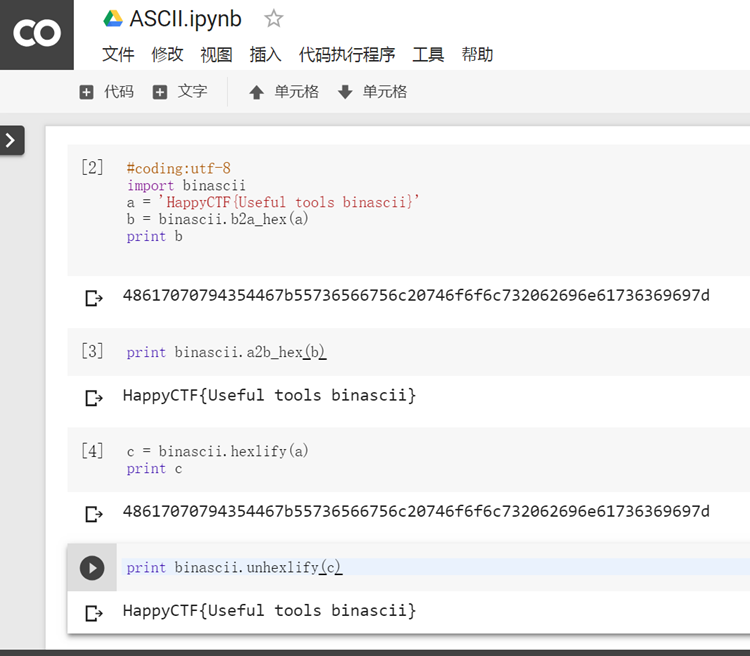 CO
ASCII.ipynb
文件 修改 视图 插入 代码执行程序 工具 帮助
代码 文字 单元格 单元格
[2] #coding:utf-8
import binascii
a = 'HappyCTF{Useful tools binascii}'
b = binascii.b2a_hex(a)
print b
48617070794354467b55736566756c20746f6f6c732062696e61736369697d
[3] print binascii.a2b_hex(b)
HappyCTF{Useful tools binascii}
[4] c = binascii.hexlify(a)
print c
48617070794354467b55736566756c20746f6f6c732062696e61736369697d
print binascii.unhexlify(c)
HappyCTF{Useful tools binascii}